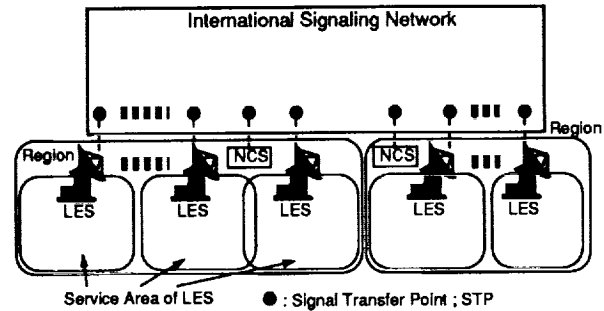 International Signaling Network
Region
Region
NCS
NCS
LES
LES
LES
LES
LES
Service Area of LES
: Signal Transfer Point ; STP